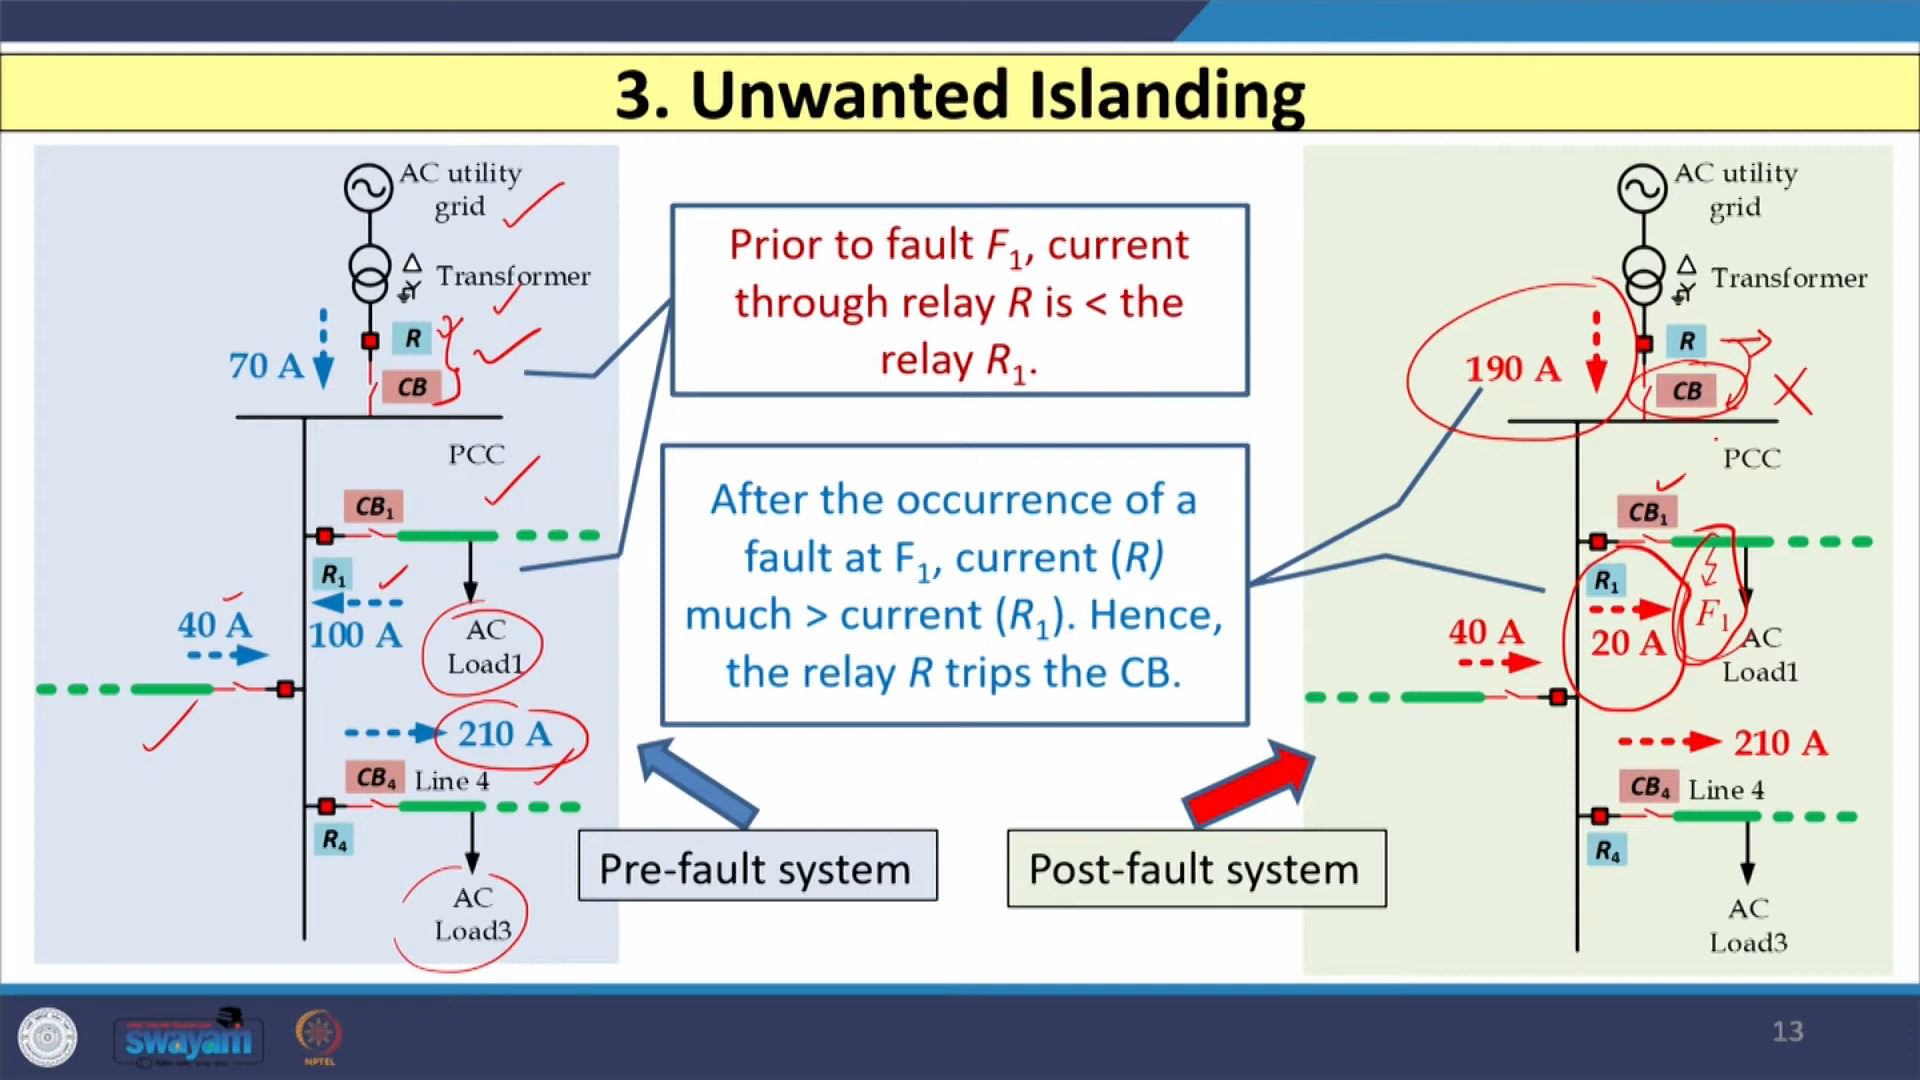 3. Unwanted Islanding
AC utility
grid
Transformer
R
70 A
CB
PCC
CB1
R1
40 A
100 A
AC
Load1
210 A
CB4 Line 4
R4
AC
Load3
Prior to fault F1, current
through relay R is < the
relay R1.
After the occurrence of a
fault at F1, current (R)
much > current (R1). Hence,
the relay R trips the CB.
Pre-fault system
Post-fault system
AC utility
grid
Transformer
R
190 A
CB
PCC
CB1
R1
F1
40 A
20 A
AC
Load1
210 A
CB4 Line 4
R4
AC
Load3
swayam
NPTEL
13